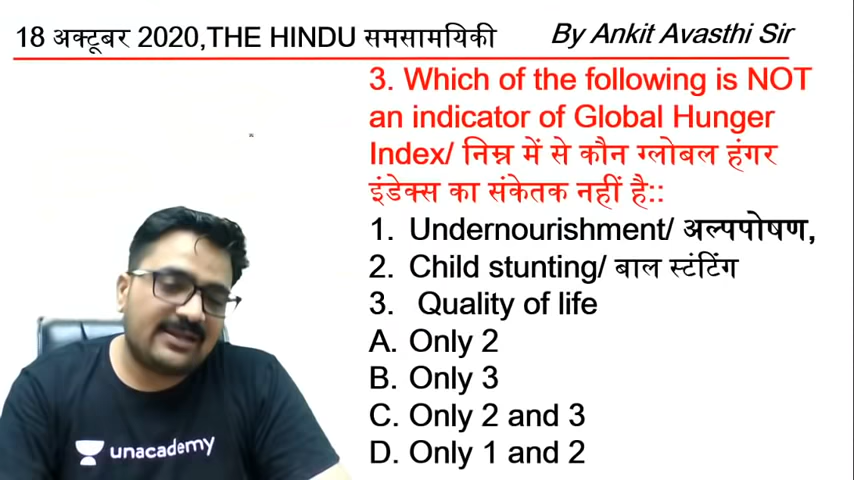 18 अक्टूबर 2020,THE HINDU समसामयिकी
By Ankit Avasthi Sir
3. Which of the following is NOT
an indicator of Global Hunger
Index/ निम्न में से कौन ग्लोबल हंगर
इंडेक्स का संकेतक नहीं है::
1. Undernourishment/ अल्पपोषण,
2. Child stunting/ बाल स्टंटिंग
3. Quality of life
A. Only 2
B. Only 3
C. Only 2 and 3
D. Only 1 and 2
unacademy